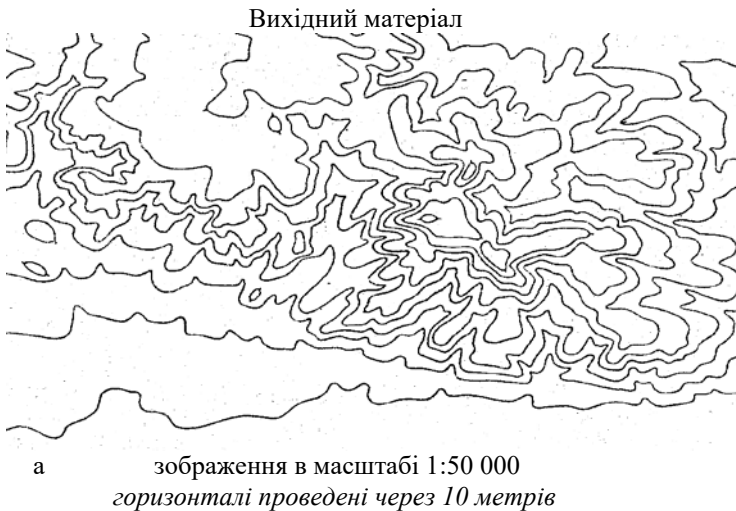 Вихідний матеріал
а зображення в масштабі 1:50 000
горизонталі проведені через 10 метрів